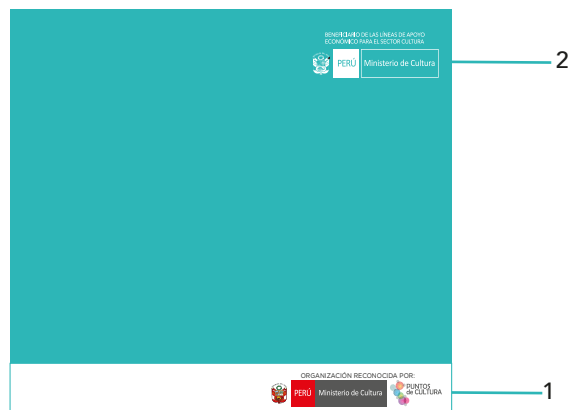 BENEFICIARIO DE LAS LÍNEAS DE APOYO
ECONÓMICO PARA EL SECTOR CULTURA
PERÚ Ministerio de Cultura
2
ORGANIZACIÓN RECONOCIDA POR:
PERÚ Ministerio de Cultura PUNTOS
de CULTURA
1